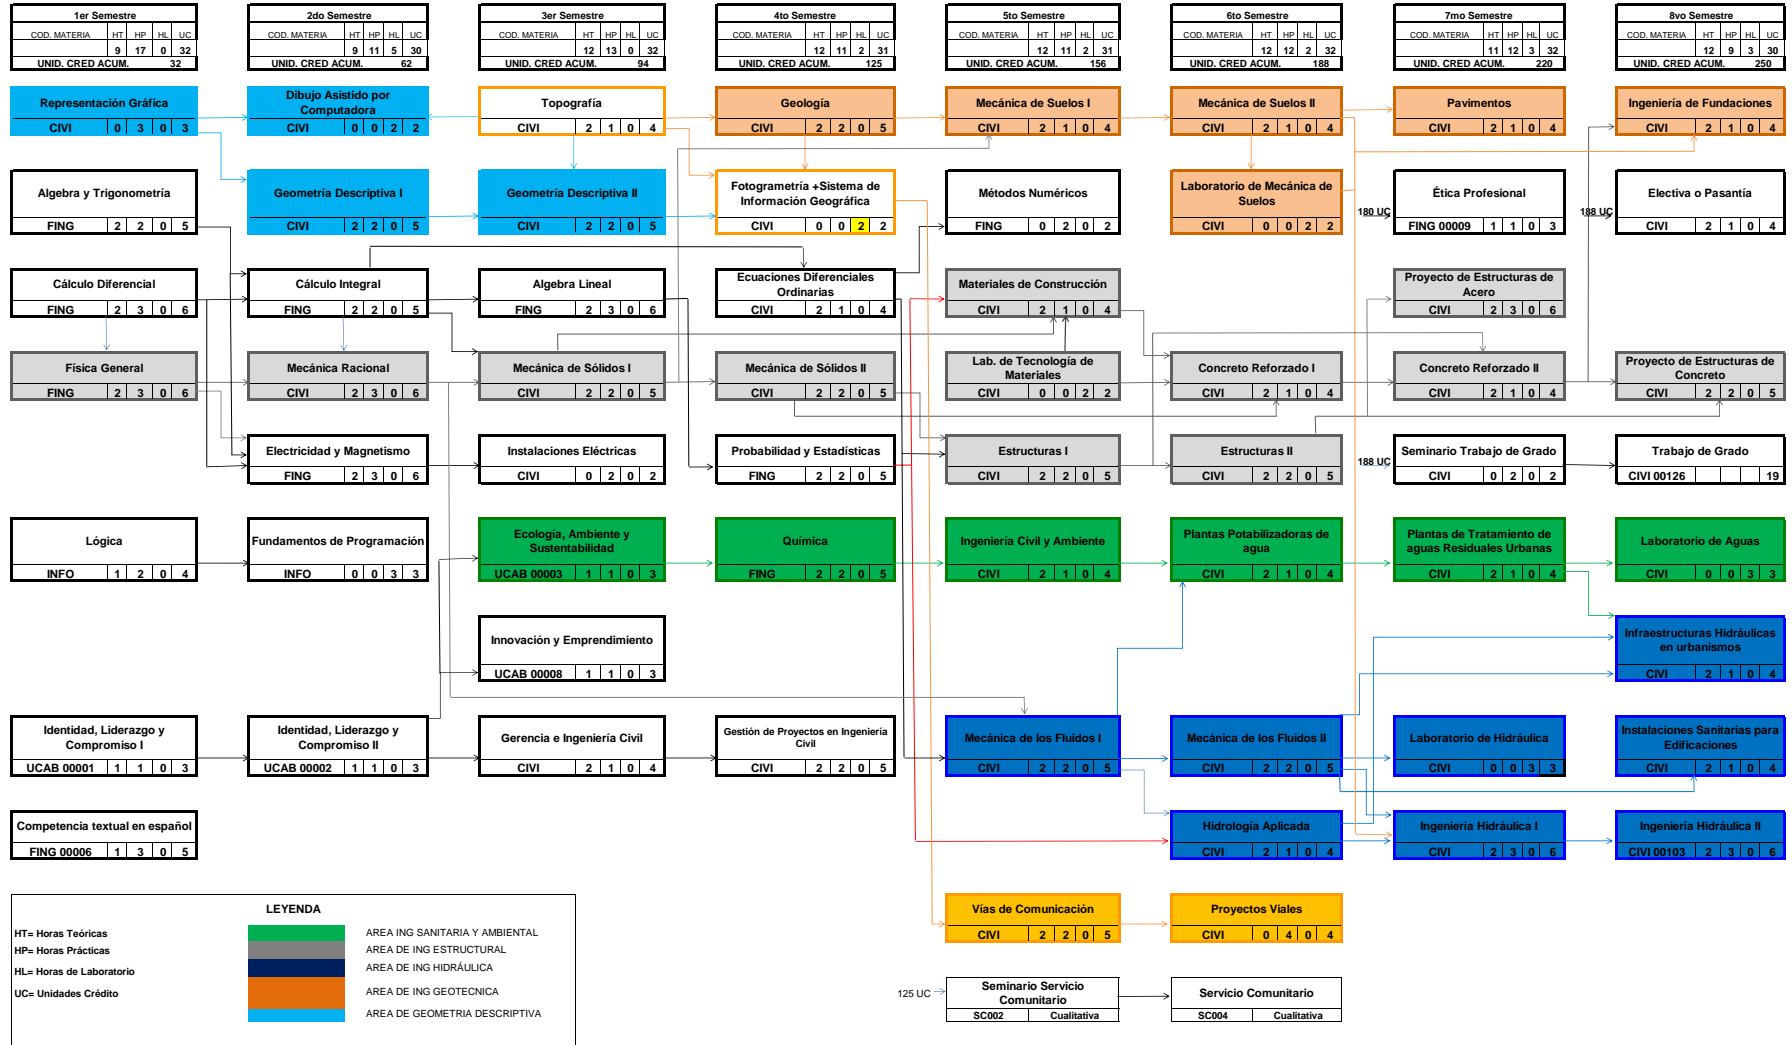 1er Semestre
COD. MATERIA HT HP HL UC
9 17 0 32
UNID. CRED ACUM. 32
2do Semestre
COD. MATERIA HT HP HL UC
9 11 5 30
UNID. CRED ACUM. 62
3er Semestre
COD. MATERIA HT HP HL UC
12 13 0 32
UNID. CRED ACUM. 94
4to Semestre
COD. MATERIA HT HP HL UC
12 11 2 31
UNID. CRED ACUM. 125
5to Semestre
COD. MATERIA HT HP HL UC
12 11 2 31
UNID. CRED ACUM. 156
6to Semestre
COD. MATERIA HT HP HL UC
12 12 2 32
UNID. CRED ACUM. 188
7mo Semestre
COD. MATERIA HT HP HL UC
11 12 3 32
UNID. CRED ACUM. 220
8vo Semestre
COD. MATERIA HT HP HL UC
12 9 3 30
UNID. CRED ACUM. 250
Representación Gráfica
CIVI 0 3 0 3
Dibujo Asistido por
Computadora
CIVI 0 0 2 2
Topografía
CIVI 2 1 0 4
Geología
CIVI 2 2 0 5
Mecánica de Suelos I
CIVI 2 1 0 4
Mecánica de Suelos II
CIVI 2 1 0 4
Pavimentos
CIVI 2 1 0 4
Ingeniería de Fundaciones
CIVI 2 1 0 4
Algebra y Trigonometría
FING 2 2 0 5
Geometría Descriptiva I
CIVI 2 2 0 5
Geometría Descriptiva II
CIVI 2 2 0 5
Fotogrametría +Sistema de
Información Geográfica
CIVI 0 0 2 2
Métodos Numéricos
FING 0 2 0 2
Laboratorio de Mecánica de
Suelos
CIVI 0 0 2 2
180 UC
Ética Profesional
FING 00009 1 1 0 3
188 UC
Electiva o Pasantía
CIVI 2 1 0 4
Cálculo Diferencial
FING 2 3 0 6
Cálculo Integral
FING 2 2 0 5
Algebra Lineal
FING 2 3 0 6
Ecuaciones Diferenciales
Ordinarias
CIVI 2 1 0 4
Materiales de Construcción
CIVI 2 1 0 4
Proyecto de Estructuras de
Acero
CIVI 2 3 0 6
Física General
FING 2 3 0 6
Mecánica Racional
CIVI 2 3 0 6
Mecánica de Sólidos I
CIVI 2 2 0 5
Mecánica de Sólidos II
CIVI 2 2 0 5
Lab. de Tecnología de
Materiales
CIVI 0 0 2 2
Concreto Reforzado I
CIVI 2 1 0 4
Concreto Reforzado II
CIVI 2 1 0 4
Proyecto de Estructuras de
Concreto
CIVI 2 2 0 5
Electricidad y Magnetismo
FING 2 3 0 6
Instalaciones Eléctricas
CIVI 0 2 0 2
Probabilidad y Estadísticas
FING 2 2 0 5
Estructuras I
CIVI 2 2 0 5
Estructuras II
CIVI 2 2 0 5
188 UC
Seminario Trabajo de Grado
CIVI 0 2 0 2
Trabajo de Grado
CIVI 00126 19
Lógica
INFO 1 2 0 4
Fundamentos de Programación
INFO 0 0 3 3
Ecología, Ambiente y
Sustentabilidad
UCAB 00003 1 1 0 3
Química
FING 2 2 0 5
Ingeniería Civil y Ambiente
CIVI 2 1 0 4
Plantas Potabilizadoras de
agua
CIVI 2 1 0 4
Plantas de Tratamiento de
aguas Residuales Urbanas
CIVI 2 1 0 4
Laboratorio de Aguas
CIVI 0 0 3 3
Innovación y Emprendimiento
UCAB 00008 1 1 0 3
Infraestructuras Hidráulicas
en urbanismos
CIVI 2 1 0 4
Identidad, Liderazgo y
Compromiso I
UCAB 00001 1 1 0 3
Identidad, Liderazgo y
Compromiso II
UCAB 00002 1 1 0 3
Gerencia e Ingeniería Civil
CIVI 2 1 0 4
Gestión de Proyectos en Ingeniería
Civil
CIVI 2 2 0 5
Mecánica de los Fluidos I
CIVI 2 2 0 5
Mecánica de los Fluidos II
CIVI 2 2 0 5
Laboratorio de Hidráulica
CIVI 0 0 3 3
Instalaciones Sanitarias para
Edificaciones
CIVI 2 1 0 4
Competencia textual en español
FING 00006 1 3 0 5
Hidrología Aplicada
CIVI 2 1 0 4
Ingeniería Hidráulica I
CIVI 2 3 0 6
Ingeniería Hidráulica II
CIVI 00103 2 3 0 6
Vías de Comunicación
CIVI 2 2 0 5
Proyectos Viales
CIVI 0 4 0 4
125 UC
Seminario Servicio
Comunitario
SC002 Cualitativa
Servicio Comunitario
SC004 Cualitativa
LEYENDA
HT= Horas Teóricas
AREA ING SANITARIA Y AMBIENTAL
HP= Horas Prácticas
AREA DE ING ESTRUCTURAL
HL= Horas de Laboratorio
AREA DE ING HIDRÁULICA
UC= Unidades Crédito
AREA DE ING GEOTECNICA
AREA DE GEOMETRIA DESCRIPTIVA